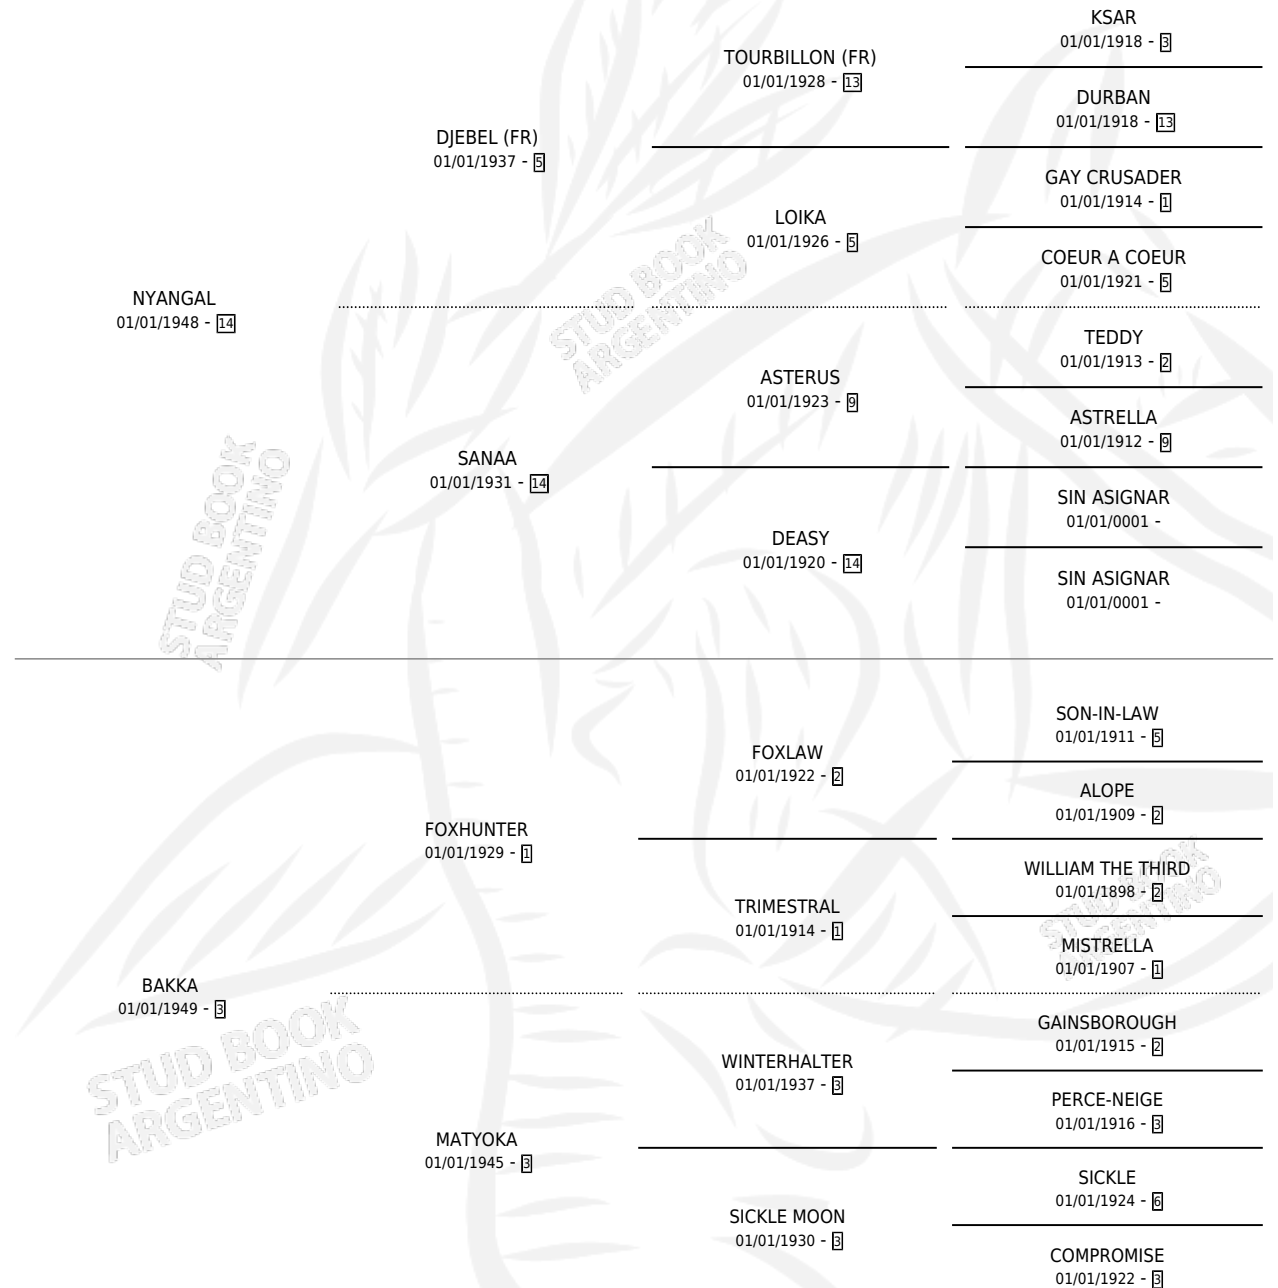 KSAR
01/01/1918 - 3
TOURBILLON (FR)
01/01/1928 - 13
DURBAN
01/01/1918 - 13
DJEBEL (FR)
01/01/1937 - 5
GAY CRUSADER
01/01/1914 - 1
LOIKA
01/01/1926 - 5
COEUR A COEUR
01/01/1921 - 5
STUD BOOK
ARGENTINO
NYANGAL
01/01/1948 - 14
TEDDY
01/01/1913 - 2
ASTERUS
01/01/1923 - 9
ASTRELLA
01/01/1912 - 9
SANAA
01/01/1931 - 14
SIN ASIGNAR
01/01/0001 -
DEASY
01/01/1920 - 14
SIN ASIGNAR
01/01/0001 -
STUD BOOK
ARGENTINO
SON-IN-LAW
01/01/1911 - 5
FOXLAW
01/01/1922 - 2
ALOPE
01/01/1909 - 2
FOXHUNTER
01/01/1929 - 1
WILLIAM THE THIRD
01/01/1898 - 2
STUD BOOK
ARGENTINO
TRIMESTRAL
01/01/1914 - 1
MISTRELLA
01/01/1907 - 1
BAKKA
01/01/1949 - 3
GAINSBOROUGH
01/01/1915 - 2
STUD BOOK
ARGENTINO
WINTERHALTER
01/01/1937 - 3
PERCE-NEIGE
01/01/1916 - 3
MATYOKA
01/01/1945 - 3
SICKLE
01/01/1924 - 6
SICKLE MOON
01/01/1930 - 3
COMPROMISE
01/01/1922 - 3